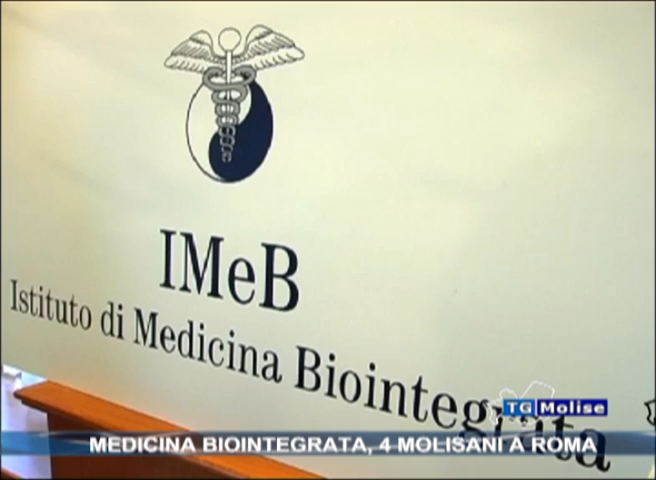 IMeB
Istituto di Medicina Biointegrata
TG Molise
MEDICINA BIOINTEGRATA, 4 MOLISANI A ROMA